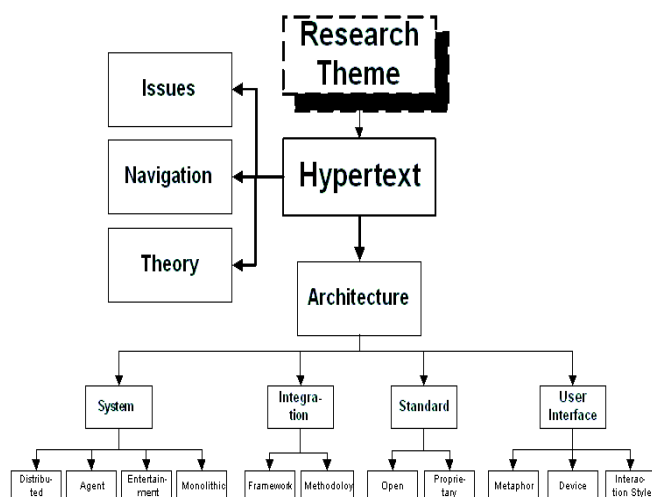 Research
Theme
Issues
Hypertext
Navigation
Theory
Architecture
System
Integra-
tion
Standard
User
Interface
Distribu-
ted
Agent
Entertain-
ment
Monolithic
Framework
Methodoloy
Open
Proprie-
tary
Metaphor
Device
Interac-
tion Style